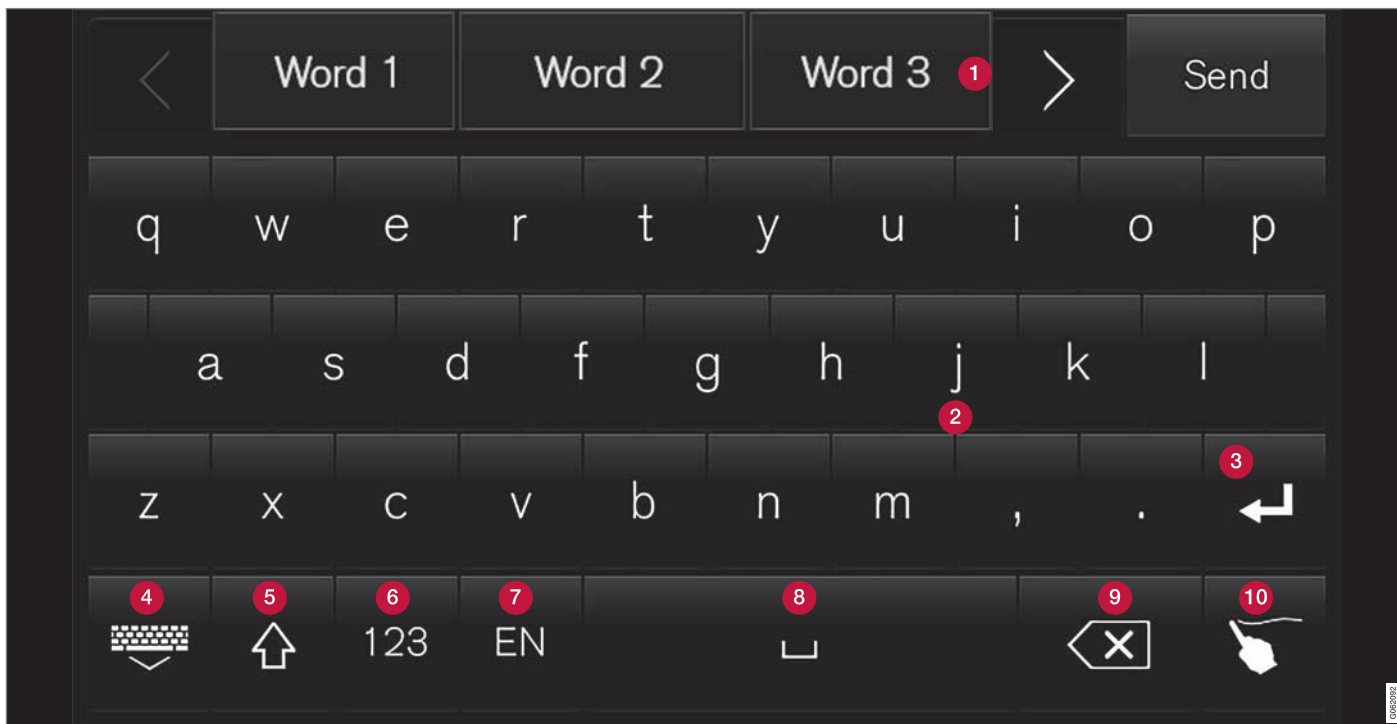 Word 1 Word 2 Word 3 1 Send
q w e r t y u i o p
a s d f g h j k l
2
3
z x c v b n m , .
4 5 6 7 8 9 10
123 EN
G062092